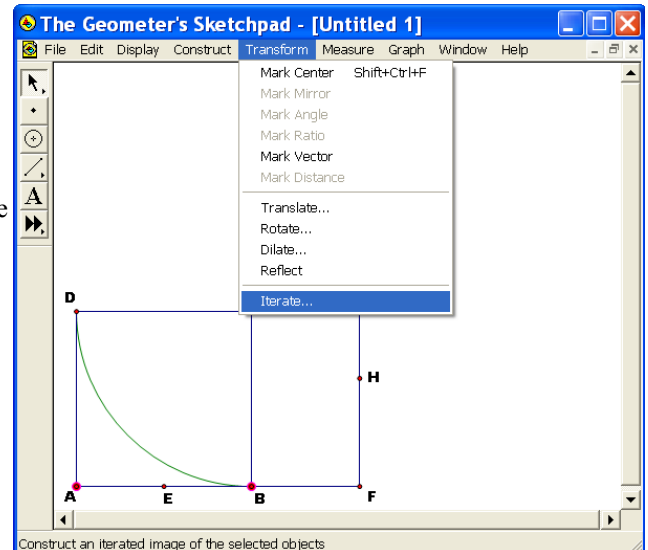 The Geometer's Sketchpad - [Untitled 1]
File Edit Display Construct Transform Measure Graph Window Help
Mark Center Shift+Ctrl+F
Mark Mirror
Mark Angle
Mark Ratio
Mark Vector
Mark Distance
Translate...
Rotate...
Dilate...
Reflect
Iterate...
A
e
D
H
A E B F
Construct an iterated image of the selected objects